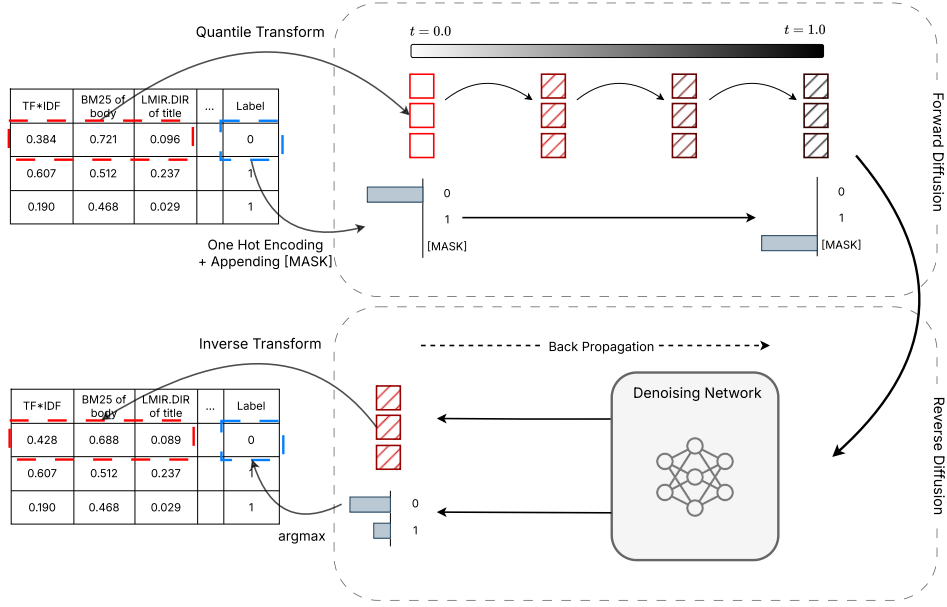 Quantile Transform
t = 0.0
t = 1.0
TF*IDF
BM25 of
body
LMIR.DIR
of title
...
Label
0.384
0.721
0.096
0
0.607
0.512
0.237
1
0.190
0.468
0.029
1
One Hot Encoding
+ Appending [MASK]
0
1
[MASK]
0
1
[MASK]
Forward Diffusion
Inverse Transform
Back Propagation
Denoising Network
TF*IDF
BM25 of
body
LMIR.DIR
of title
...
Label
0.428
0.688
0.089
0
0.607
0.512
0.237
1
0.190
0.468
0.029
1
argmax
0
1
Reverse Diffusion